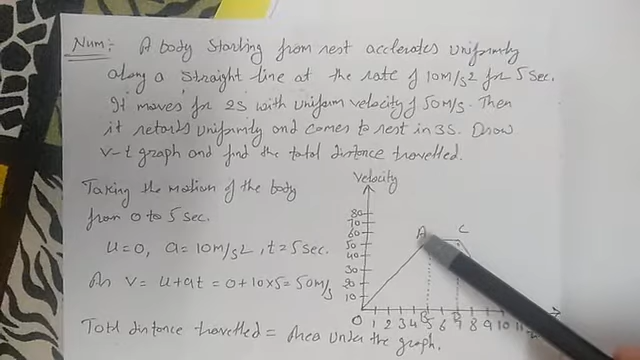 Num:- A body starting from rest accelerates uniformly
along a straight line at the rate of 10M/s2 for 5 Sec.
It moves for 2S with uniform velocity of 50M/S. Then
it retards uniformly and comes to rest in 3S. Draw
v-t graph and find the total distance travelled.
Taking the motion of the body
from 0 to 5 sec.
u=0, a=10M/s2, t=5 sec.
As v=u+at=0+10×5=50M/s
Total distance travelled = Area under the graph.
Velocity
80
70
60
50
40
30
20
10
A C
O 1 2 3 4 B5 6 D7 8 9 10 11